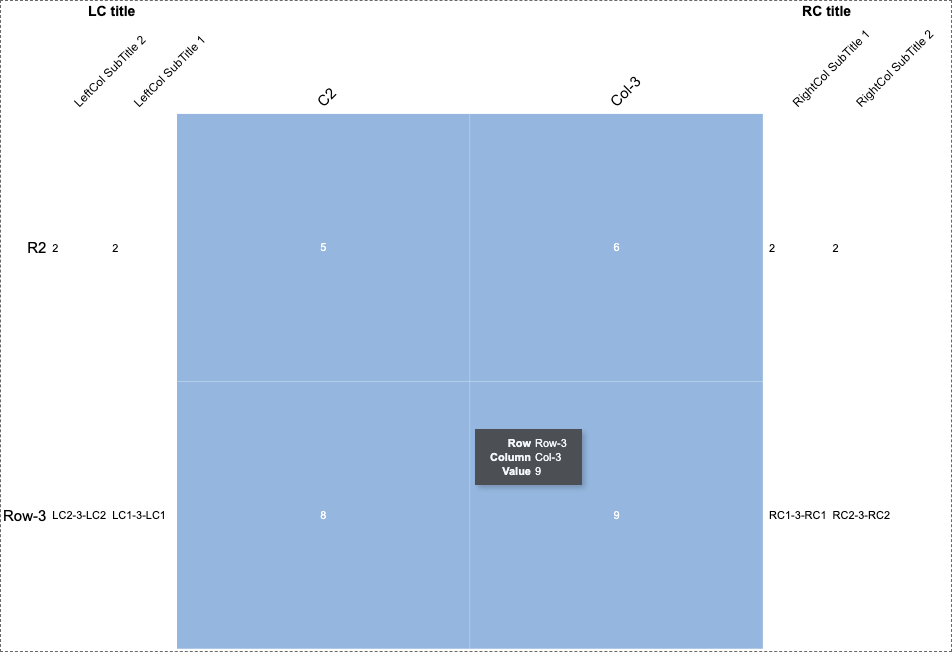 LC title
RC title
LeftCol SubTitle 2
LeftCol SubTitle 1
C2
Col-3
RightCol SubTitle 1
RightCol SubTitle 2
R2 2 2 5 6 2 2
Row Row-3
Column Col-3
Value 9
Row-3 LC2-3-LC2 LC1-3-LC1 8 9 RC1-3-RC1 RC2-3-RC2